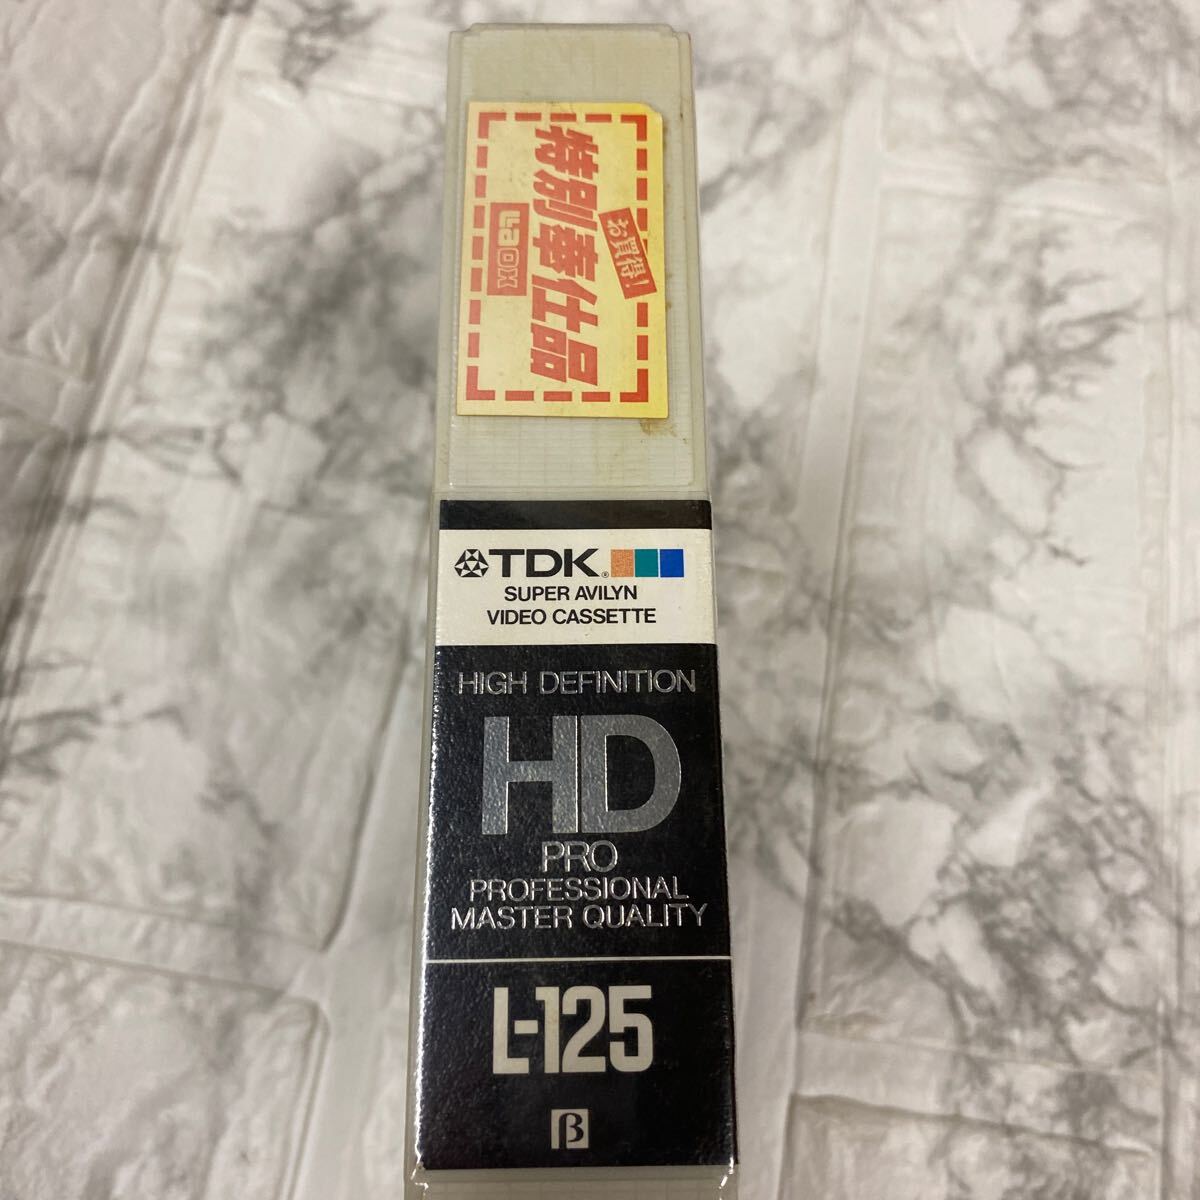 お買得!
特別奉仕品
LaOX
TDK®
SUPER AVILYN
VIDEO CASSETTE
HIGH DEFINITION
HD
PRO
PROFESSIONAL
MASTER QUALITY
L-125
β